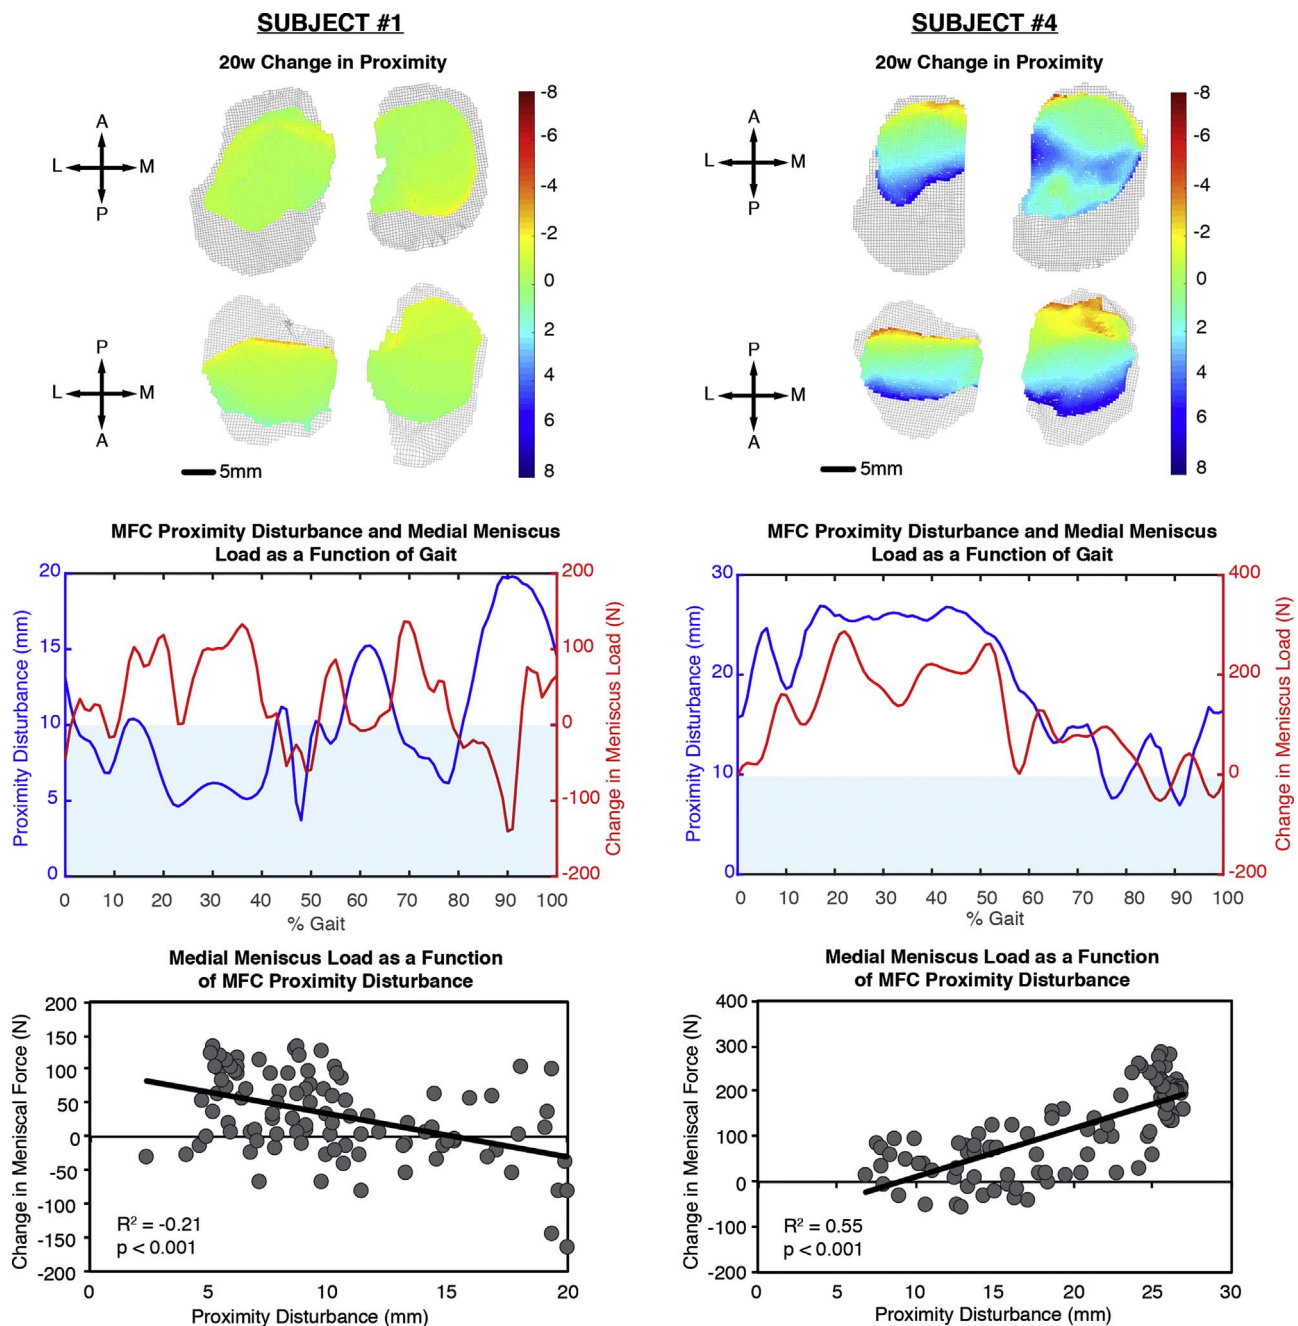 SUBJECT #1
20w Change in Proximity
A
L M
P
P
L M
A
5mm
-8
-6
-4
-2
0
2
4
6
8
MFC Proximity Disturbance and Medial Meniscus
Load as a Function of Gait
Proximity Disturbance (mm)
20
15
10
5
0
200
100
0
-100
-200
Change in Meniscus Load (N)
0 10 20 30 40 50 60 70 80 90 100
% Gait
Medial Meniscus Load as a Function
of MFC Proximity Disturbance
Change in Meniscal Force (N)
200
150
100
50
0
-50
-100
-150
-200
R² = -0.21
p < 0.001
0 5 10 15 20
Proximity Disturbance (mm)
SUBJECT #4
20w Change in Proximity
A
L M
P
P
L M
A
5mm
-8
-6
-4
-2
0
2
4
6
8
MFC Proximity Disturbance and Medial Meniscus
Load as a Function of Gait
Proximity Disturbance (mm)
30
20
10
0
400
200
0
-200
Change in Meniscus Load (N)
0 10 20 30 40 50 60 70 80 90 100
% Gait
Medial Meniscus Load as a Function
of MFC Proximity Disturbance
Change in Meniscal Force (N)
400
300
200
100
0
-100
-200
R² = 0.55
p < 0.001
0 5 10 15 20 25 30
Proximity Disturbance (mm)